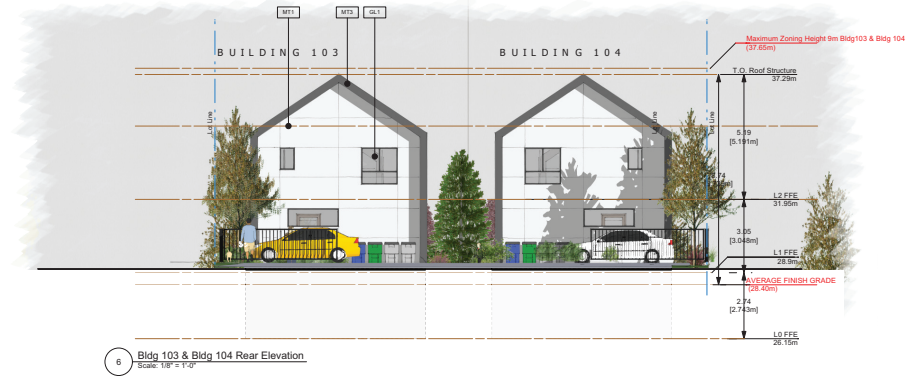 MT1 MT3 GL1
BUILDING 103 BUILDING 104
Maximum Zoning Height 9m Bldg103 & Bldg 104
(37.65m)
T.O. Roof Structure
37.29m
Lot Line Lot Line Lot Line
5.19
[5.191m]
L2 FFE
31.95m
3.05
[3.048m]
L1 FFE
28.9m
AVERAGE FINISH GRADE
(28.40m)
2.74
[2.743m]
L0 FFE
26.15m
6 Bldg 103 & Bldg 104 Rear Elevation
Scale: 1/8" = 1'-0"